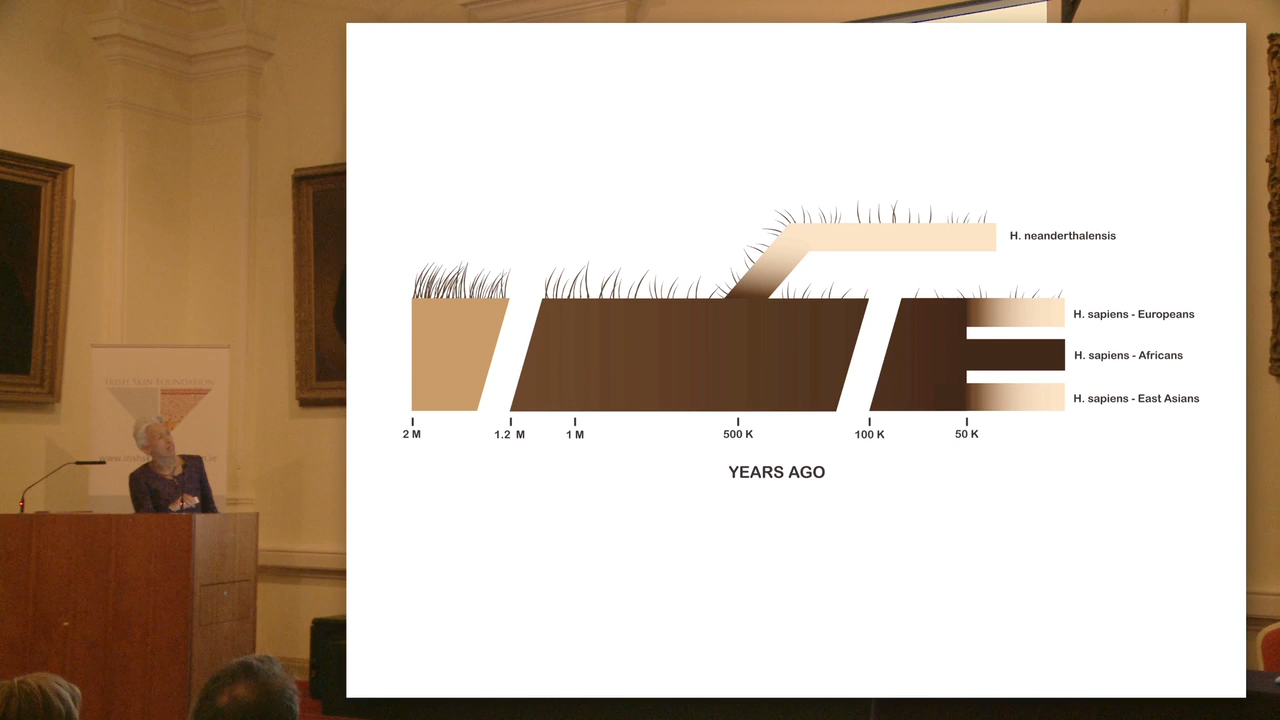 H. neanderthalensis
H. sapiens - Europeans
H. sapiens - Africans
H. sapiens - East Asians
2 M
1.2 M
1 M
500 K
100 K
50 K
YEARS AGO
IRISH SKIN FOUNDATION